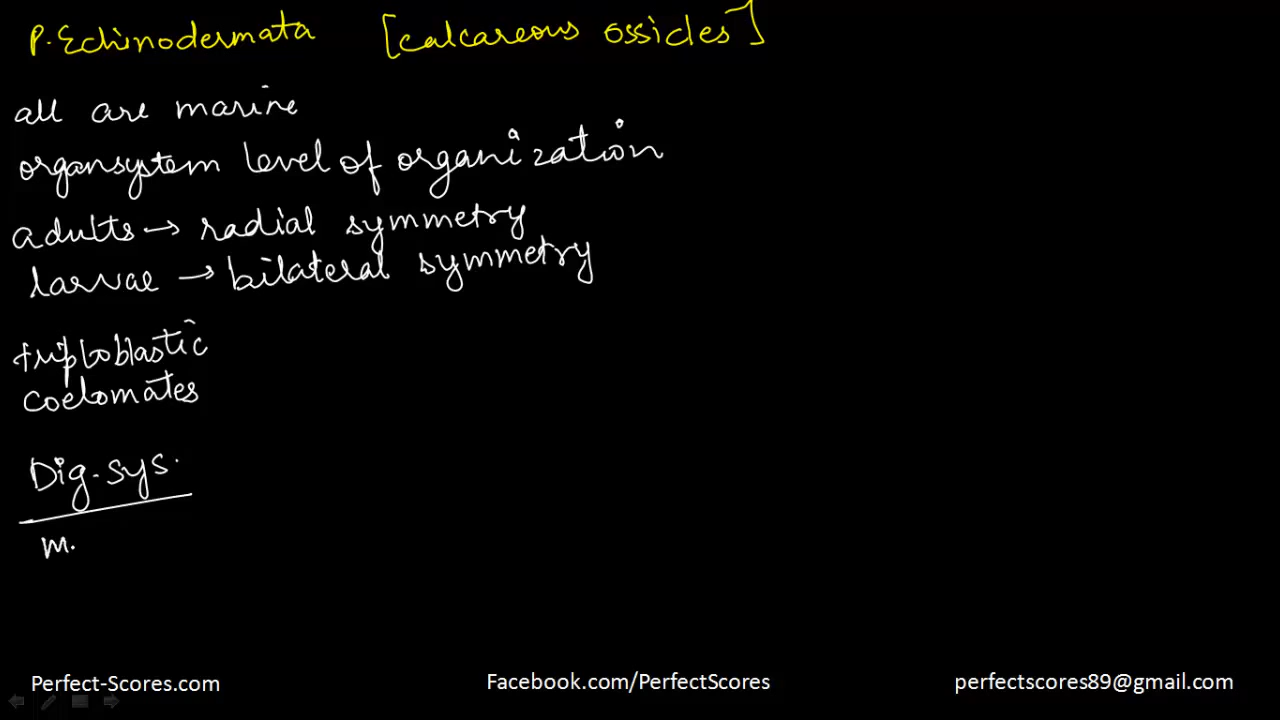 P. Echinodermata [calcareous ossicles]
all are marine
organsystem level of organization
adults → radial symmetry
larvae → bilateral symmetry
triploblastic
coelomates
Dig. sys.
m.
Perfect-Scores.com Facebook.com/PerfectScores perfectscores89@gmail.com